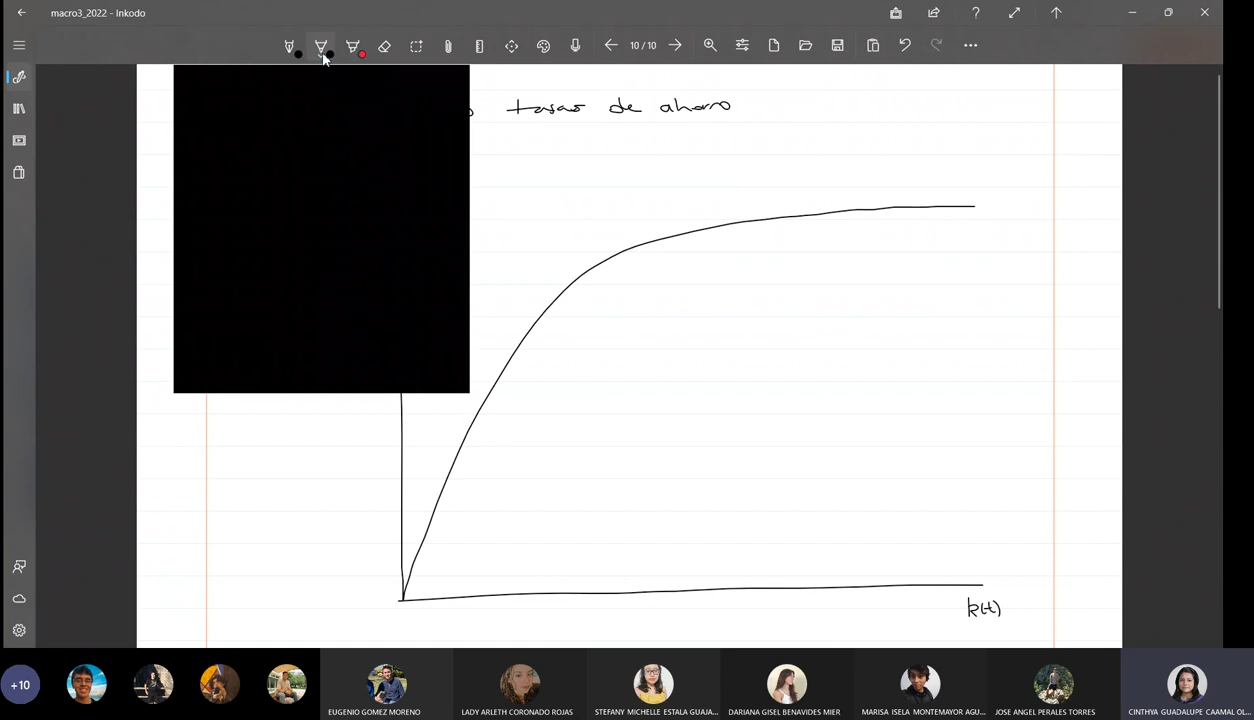 macro3_2022 - Inkodo
10 / 10
tasas de ahorro
k(t)
+10
EUGENIO GOMEZ MORENO
LADY ARLETH CORONADO ROJAS
STEFANY MICHELLE ESTALA GUAJA...
DARIANA GISEL BENAVIDES MIER
MARISA ISELA MONTEMAYOR AGU...
JOSE ANGEL PERALES TORRES
CINTHYA GUADALUPE CAAMAL OL...